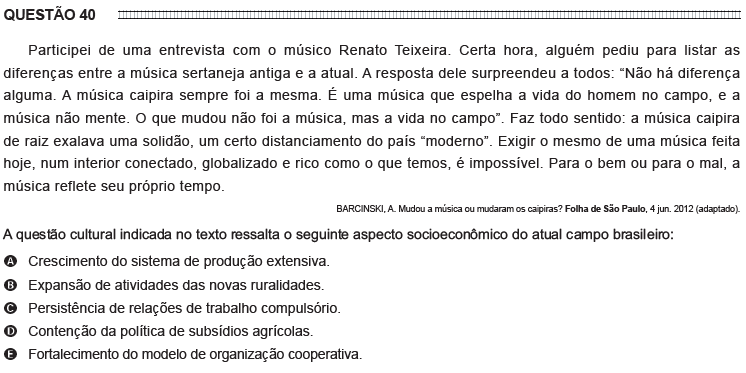 QUESTÃO 40
Participei de uma entrevista com o músico Renato Teixeira. Certa hora, alguém pediu para listar as
diferenças entre a música sertaneja antiga e a atual. A resposta dele surpreendeu a todos: “Não há diferença
alguma. A música caipira sempre foi a mesma. É uma música que espelha a vida do homem no campo, e a
música não mente. O que mudou não foi a música, mas a vida no campo”. Faz todo sentido: a música caipira
de raiz exalava uma solidão, um certo distanciamento do país “moderno”. Exigir o mesmo de uma música feita
hoje, num interior conectado, globalizado e rico como o que temos, é impossível. Para o bem ou para o mal, a
música reflete seu próprio tempo.
BARCINSKI, A. Mudou a música ou mudaram os caipiras? Folha de São Paulo, 4 jun. 2012 (adaptado).
A questão cultural indicada no texto ressalta o seguinte aspecto socioeconômico do atual campo brasileiro:
A Crescimento do sistema de produção extensiva.
B Expansão de atividades das novas ruralidades.
C Persistência de relações de trabalho compulsório.
D Contenção da política de subsídios agrícolas.
E Fortalecimento do modelo de organização cooperativa.